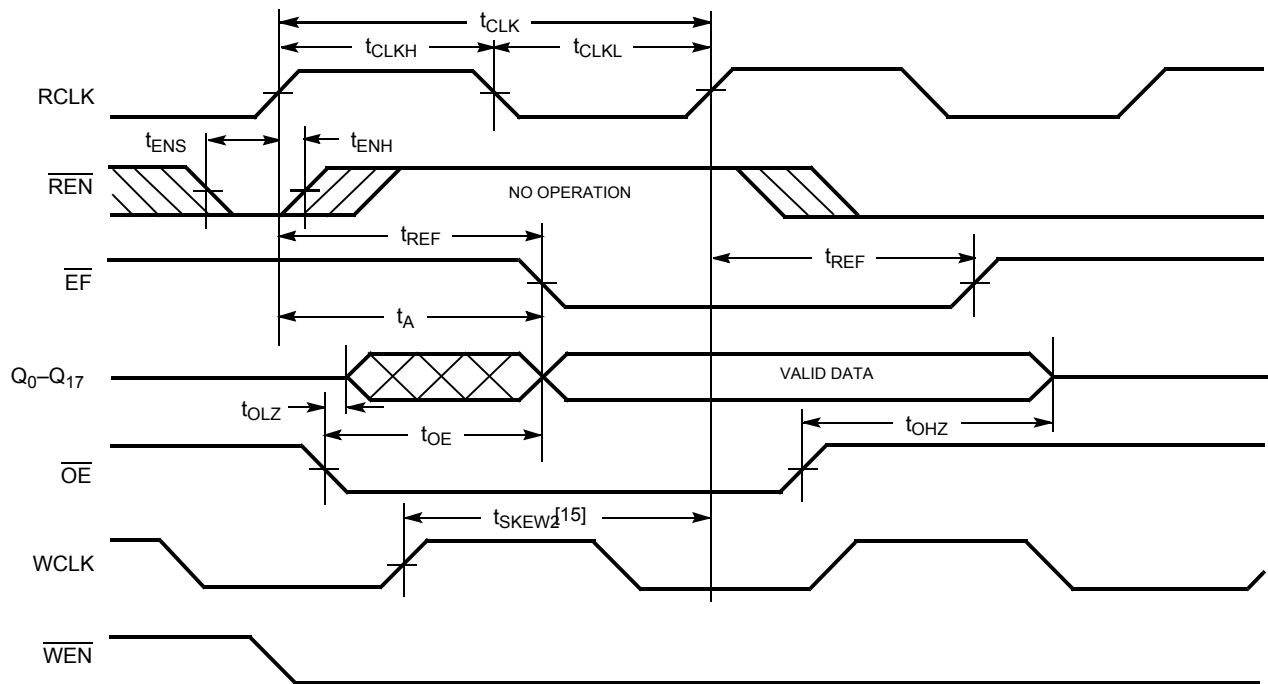 tCLK
tCLKH
tCLKL
RCLK
tENS
tENH
REN
NO OPERATION
tREF
tREF
EF
tA
Q0–Q17
VALID DATA
tOLZ
tOE
tOHZ
OE
tSKEW2[15]
WCLK
WEN